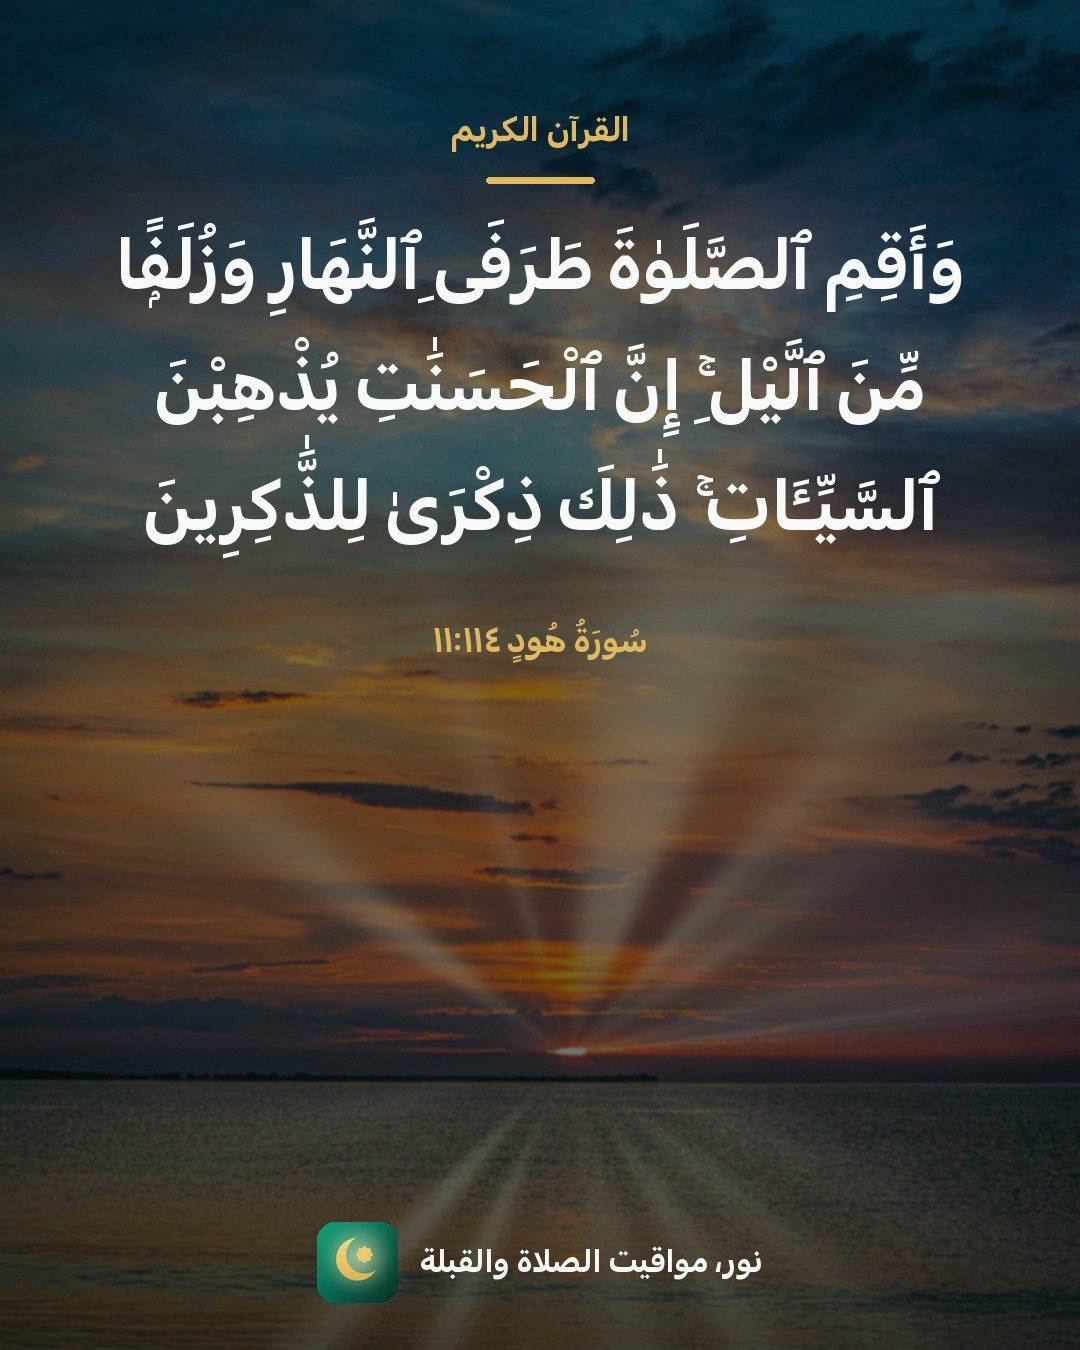 القرآن الكريم
وَأَقِمِ ٱلصَّلَوٰةَ طَرَفَىِ ٱلنَّهَارِ وَزُلَفًۭا
مِّنَ ٱلَّيْلِ ۚ إِنَّ ٱلْحَسَنَـٰتِ يُذْهِبْنَ
ٱلسَّيِّـَٔاتِ ۚ ذَٰلِكَ ذِكْرَىٰ لِلذَّٰكِرِينَ
سُورَةُ هُودٍ ١١:١١٤
نور، مواقيت الصلاة والقبلة